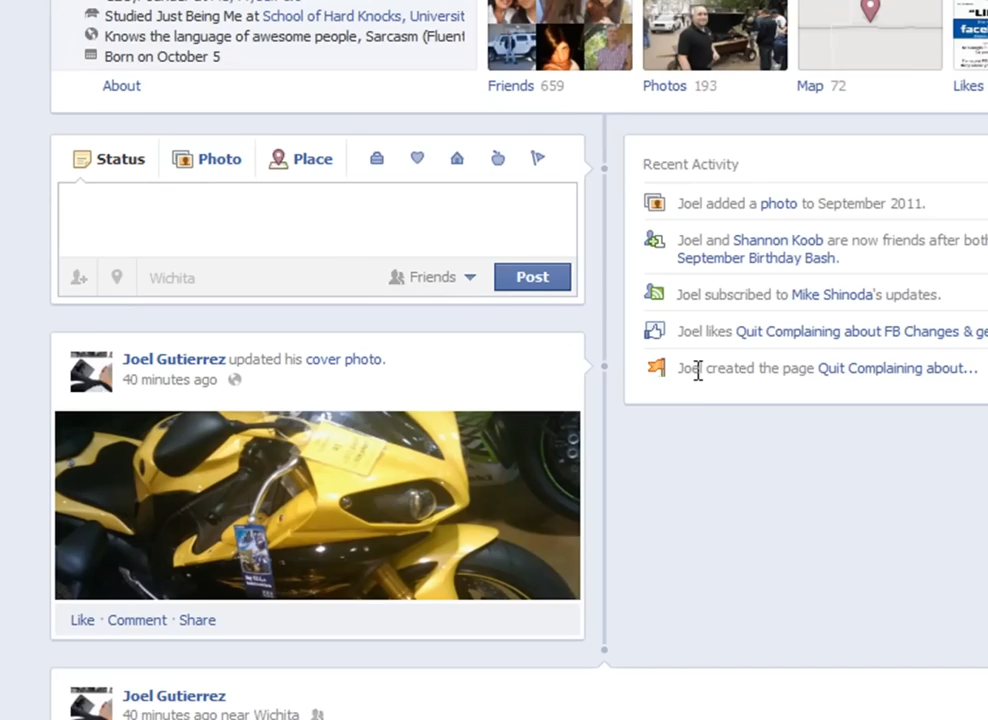 Studied Just Being Me at School of Hard Knocks, Universit
Knows the language of awesome people, Sarcasm (Fluent
Born on October 5
About
Friends 659
Photos 193
Map 72
Likes
Status
Photo
Place
Wichita
Friends
Post
Recent Activity
Joel added a photo to September 2011.
Joel and Shannon Koob are now friends after both
September Birthday Bash.
Joel subscribed to Mike Shinoda's updates.
Joel likes Quit Complaining about FB Changes & ge
Joel created the page Quit Complaining about...
Joel Gutierrez updated his cover photo.
40 minutes ago
Like · Comment · Share
Joel Gutierrez
40 minutes ago near Wichita